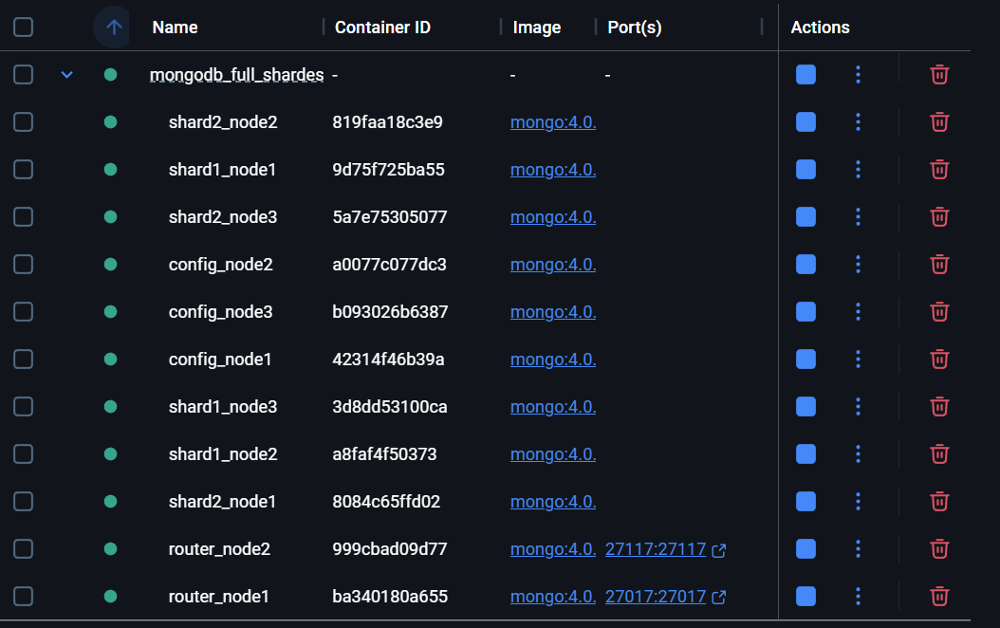 Name Container ID Image Port(s) Actions
mongodb_full_shardes - - -
shard2_node2 819faa18c3e9 mongo:4.0.
shard1_node1 9d75f725ba55 mongo:4.0.
shard2_node3 5a7e75305077 mongo:4.0.
config_node2 a0077c077dc3 mongo:4.0.
config_node3 b093026b6387 mongo:4.0.
config_node1 42314f46b39a mongo:4.0.
shard1_node3 3d8dd53100ca mongo:4.0.
shard1_node2 a8faf4f50373 mongo:4.0.
shard2_node1 8084c65ffd02 mongo:4.0.
router_node2 999cbad09d77 mongo:4.0. 27117:27117
router_node1 ba340180a655 mongo:4.0. 27017:27017